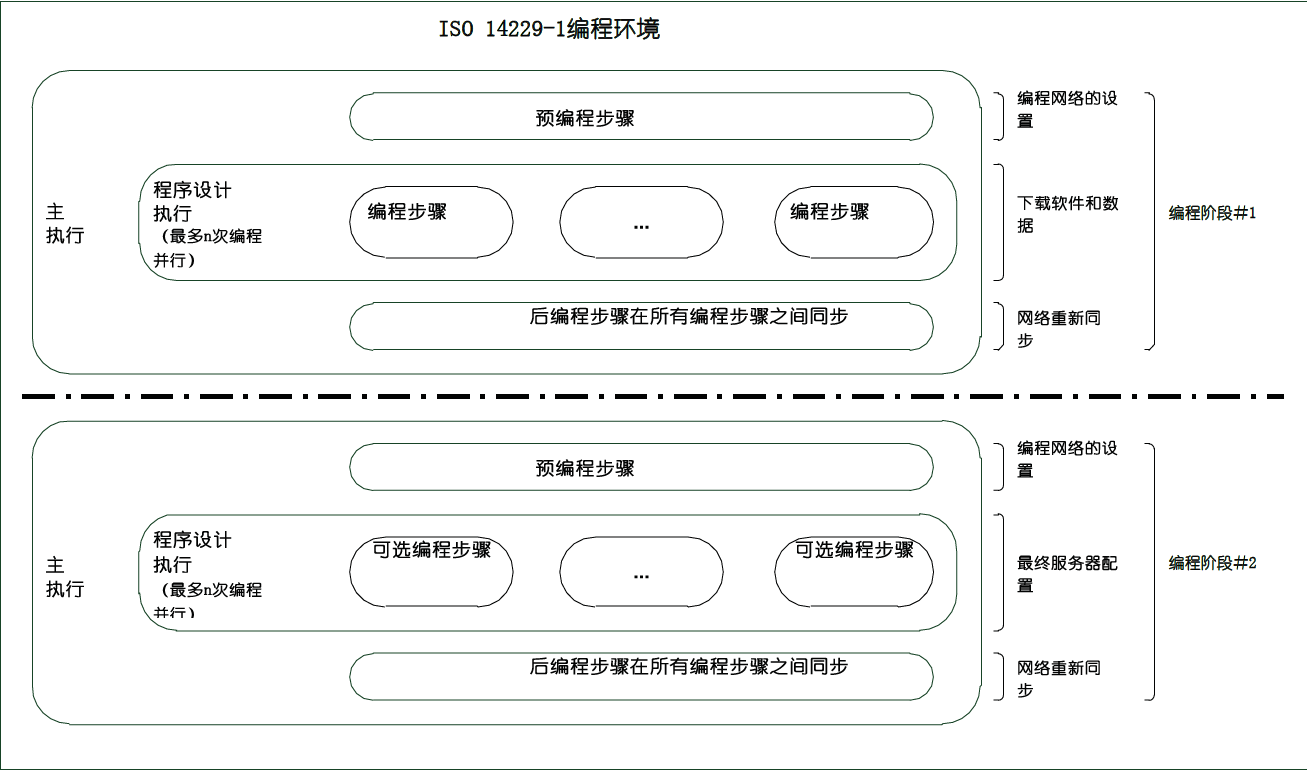 ISO 14229-1编程环境
预编程步骤
编程网络的设
置
主
执行
程序设计
执行
（最多n次编程
并行）
编程步骤
...
编程步骤
下载软件和数
据
编程阶段#1
后编程步骤在所有编程步骤之间同步
网络重新同
步
预编程步骤
编程网络的设
置
主
执行
程序设计
执行
（最多n次编程
并行）
可选编程步骤
...
可选编程步骤
最终服务器配
置
编程阶段#2
后编程步骤在所有编程步骤之间同步
网络重新同
步